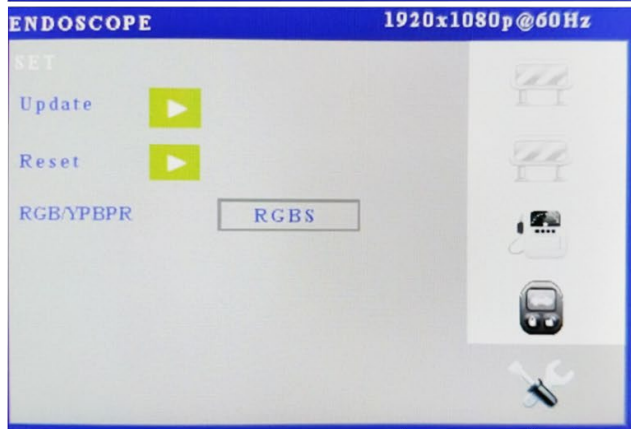 ENDOSCOPE 1920x1080p@60Hz
SET
Update
Reset
RGB/YPBPR RGBS